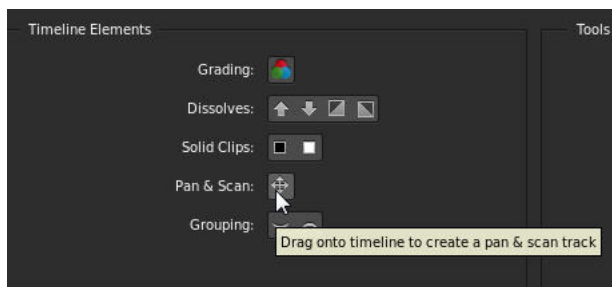 Timeline Elements
Tools
Grading:
Dissolves:
Solid Clips:
Pan & Scan:
Grouping:
Drag onto timeline to create a pan & scan track